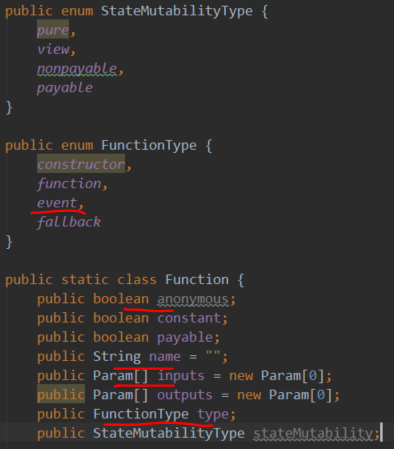 public enum StateMutabilityType {
pure,
view,
nonpayable,
payable
}
public enum FunctionType {
constructor,
function,
event,
fallback
}
public static class Function {
public boolean anonymous;
public boolean constant;
public boolean payable;
public String name = "";
public Param[] inputs = new Param[0];
public Param[] outputs = new Param[0];
public FunctionType type;
public StateMutabilityType stateMutability;